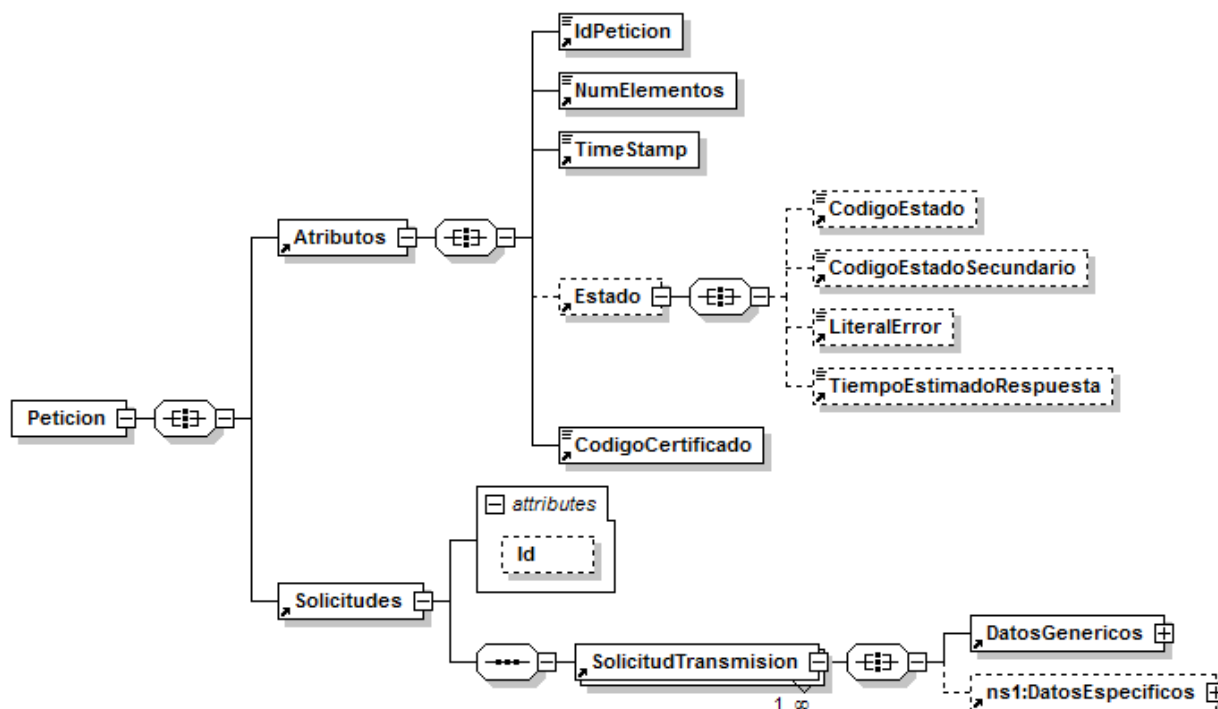 IdPeticion
NumElementos
TimeStamp
CodigoEstado
Atributos
CodigoEstadoSecundario
Estado
LiteralError
TiempoEstimadoRespuesta
Peticion
CodigoCertificado
attributes
Id
Solicitudes
DatosGenericos
SolicitudTransmision
ns1:DatosEspecificos
1 ∞